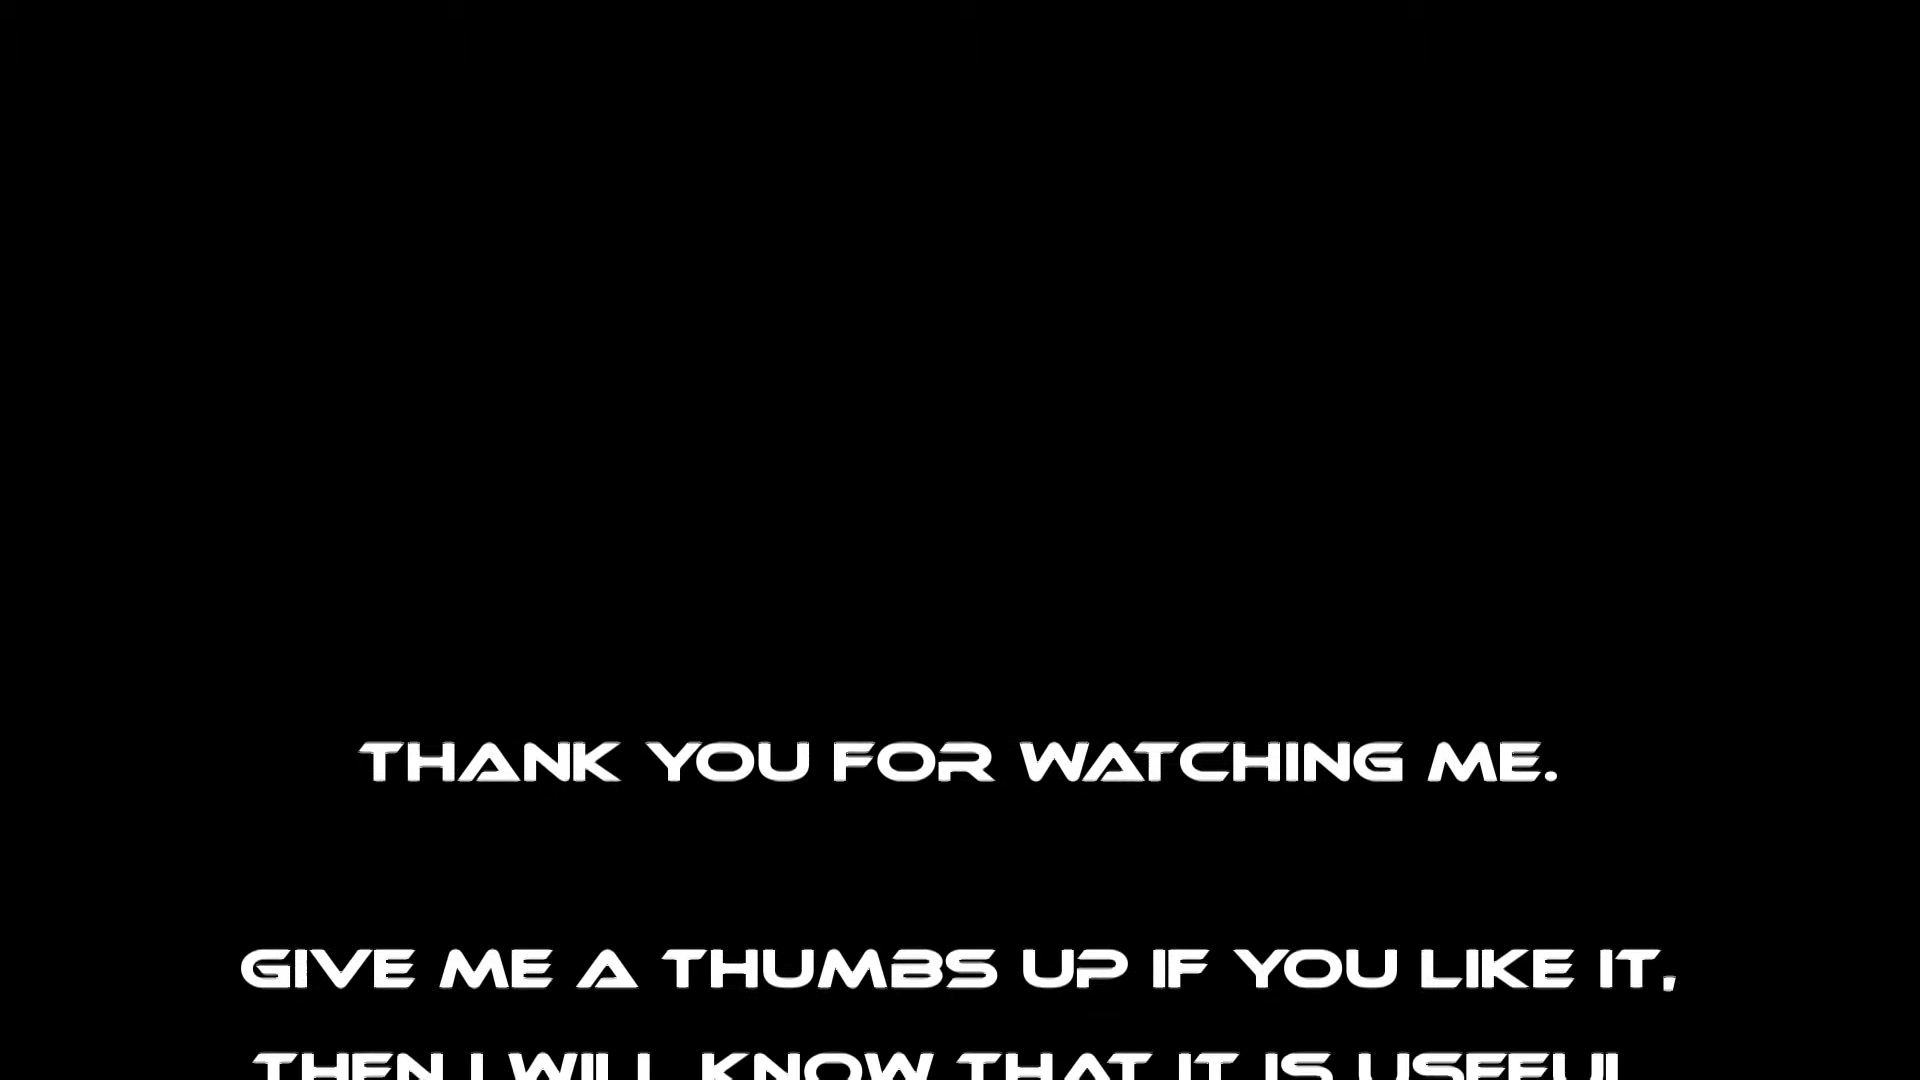 THANK YOU FOR WATCHING ME.
GIVE ME A THUMBS UP IF YOU LIKE IT,
THEN I WILL KNOW THAT IT IS USEFUL